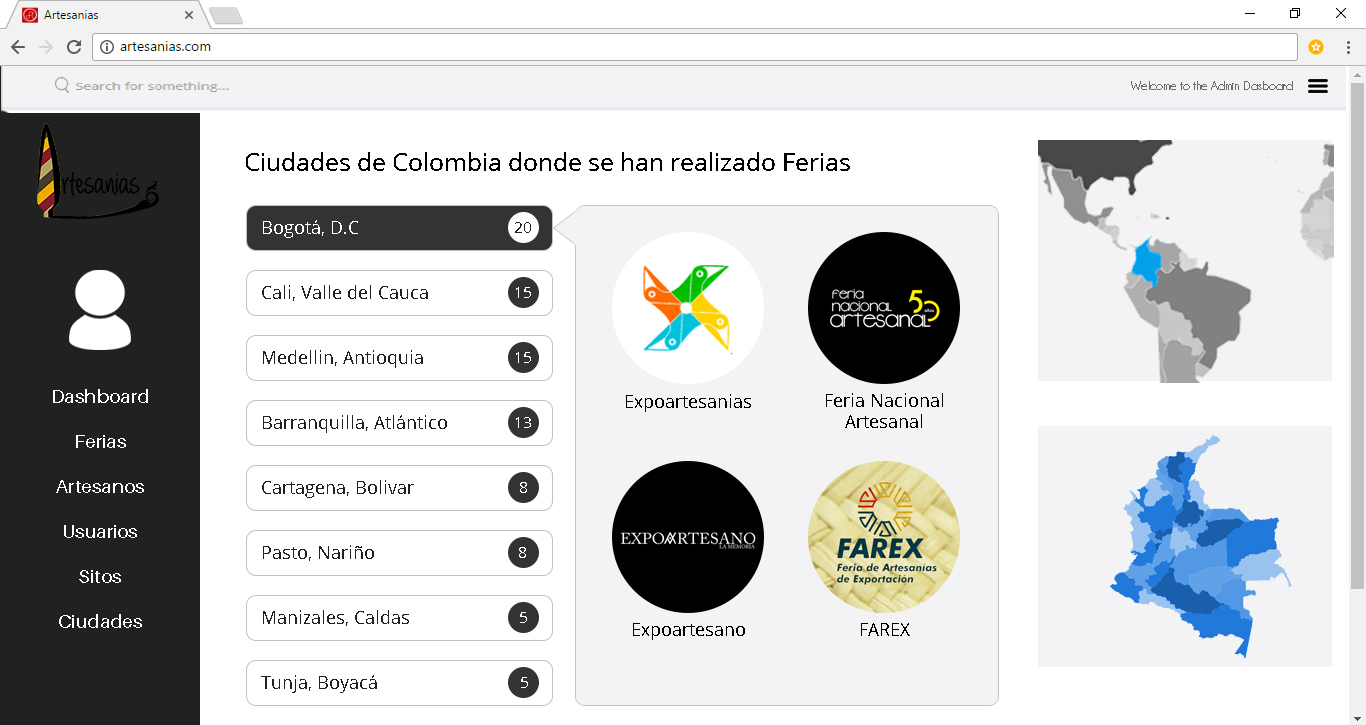 Artesanias
artesanias.com
Search for something...
Welcome to the Admin Dasboard
Artesanias
Dashboard
Ferias
Artesanos
Usuarios
Sitos
Ciudades
Ciudades de Colombia donde se han realizado Ferias
Bogotá, D.C 20
Cali, Valle del Cauca 15
Medellin, Antioquia 15
Barranquilla, Atlántico 13
Cartagena, Bolivar 8
Pasto, Nariño 8
Manizales, Caldas 5
Tunja, Boyacá 5
Expoartesanias
feria
nacional
artesanal 50
años
Feria Nacional
Artesanal
EXPOARTESANO
LA MEMORIA
Expoartesano
FAREX
Feria de Artesanías
de Exportación
FAREX